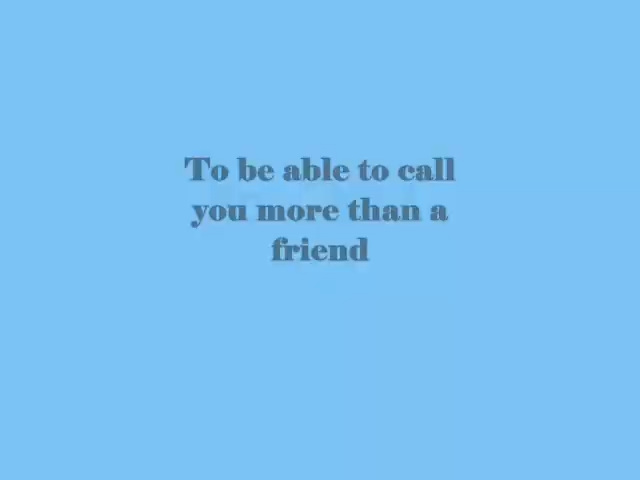 To be able to call
you more than a
friend